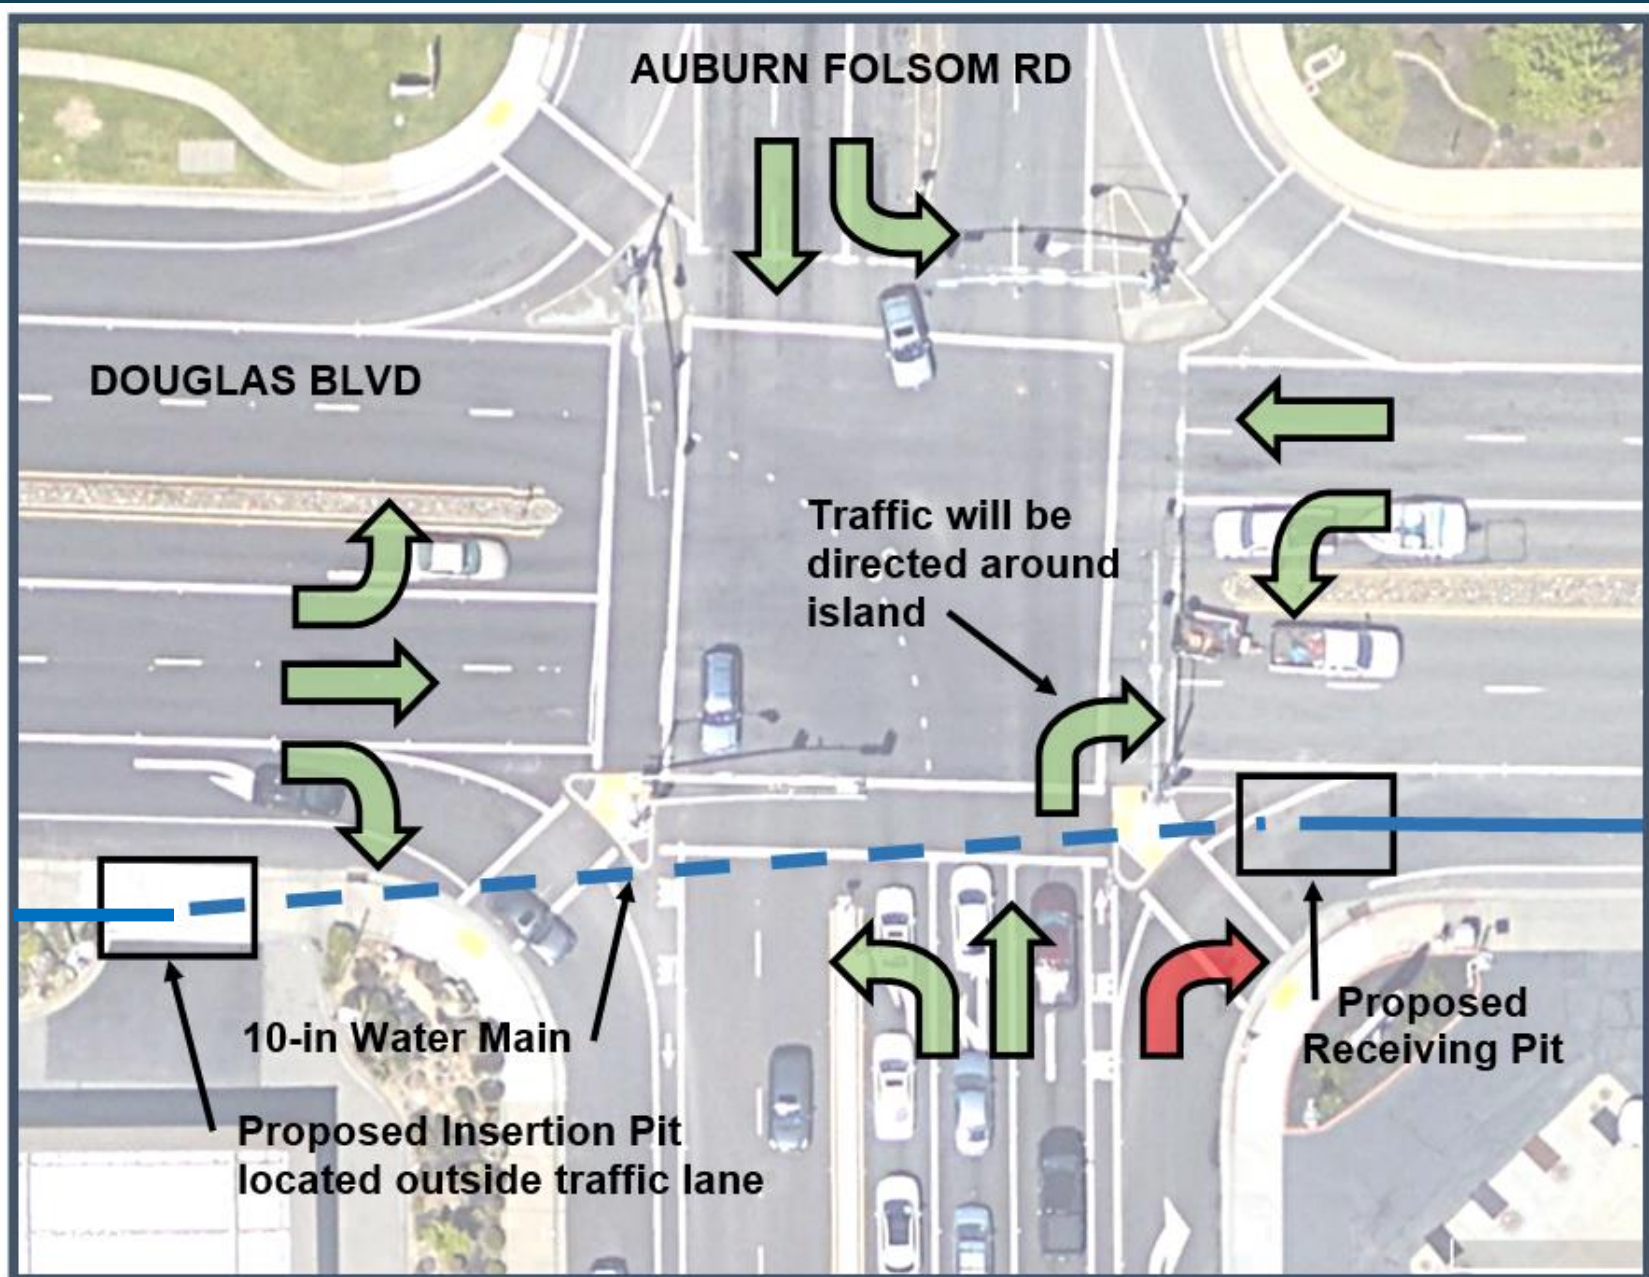 AUBURN FOLSOM RD
DOUGLAS BLVD
Traffic will be
directed around
island
10-in Water Main
Proposed
Receiving Pit
Proposed Insertion Pit
located outside traffic lane